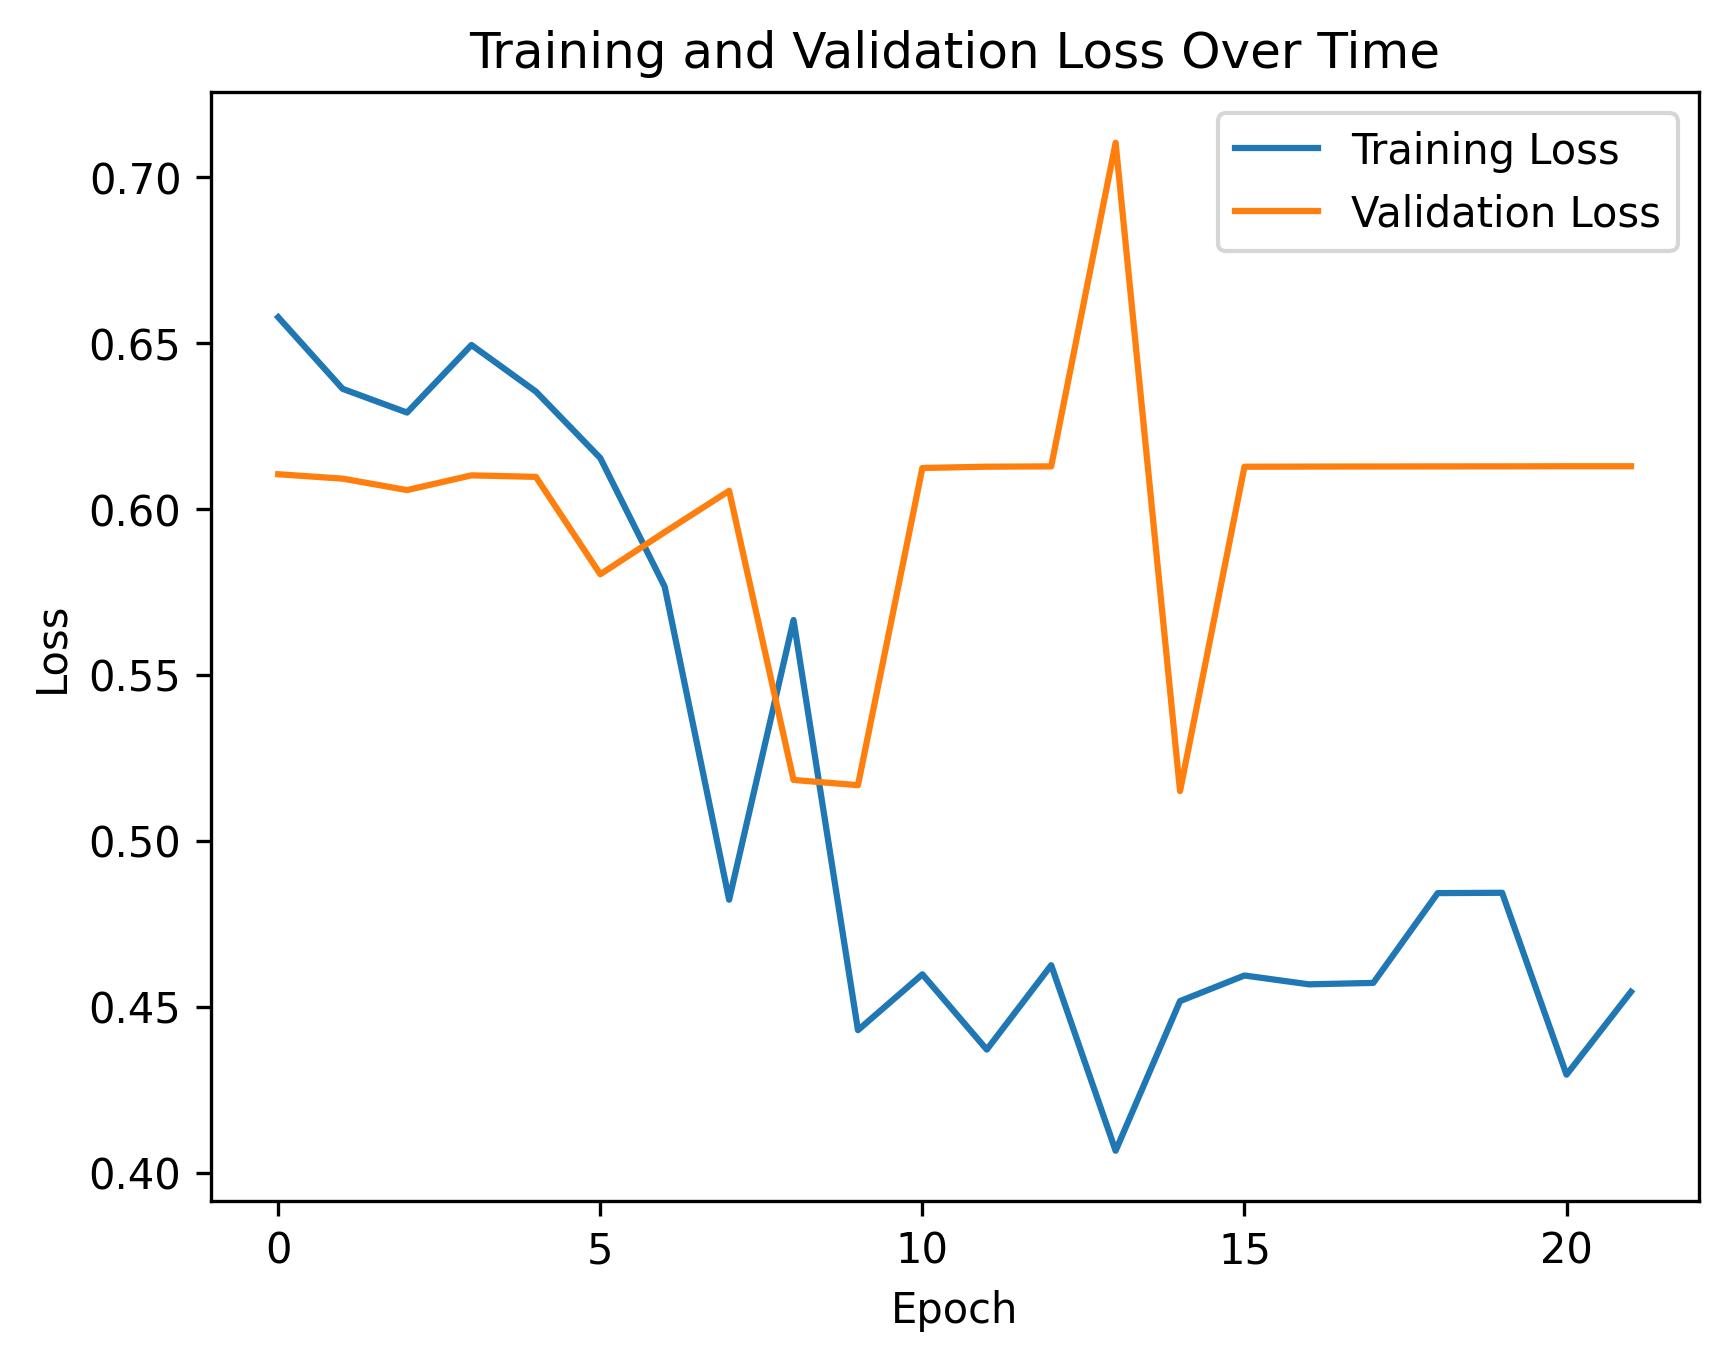 Training and Validation Loss Over Time
Training Loss
Validation Loss
0.70
0.65
0.60
0.55
0.50
0.45
0.40
Loss
0 5 10 15 20
Epoch